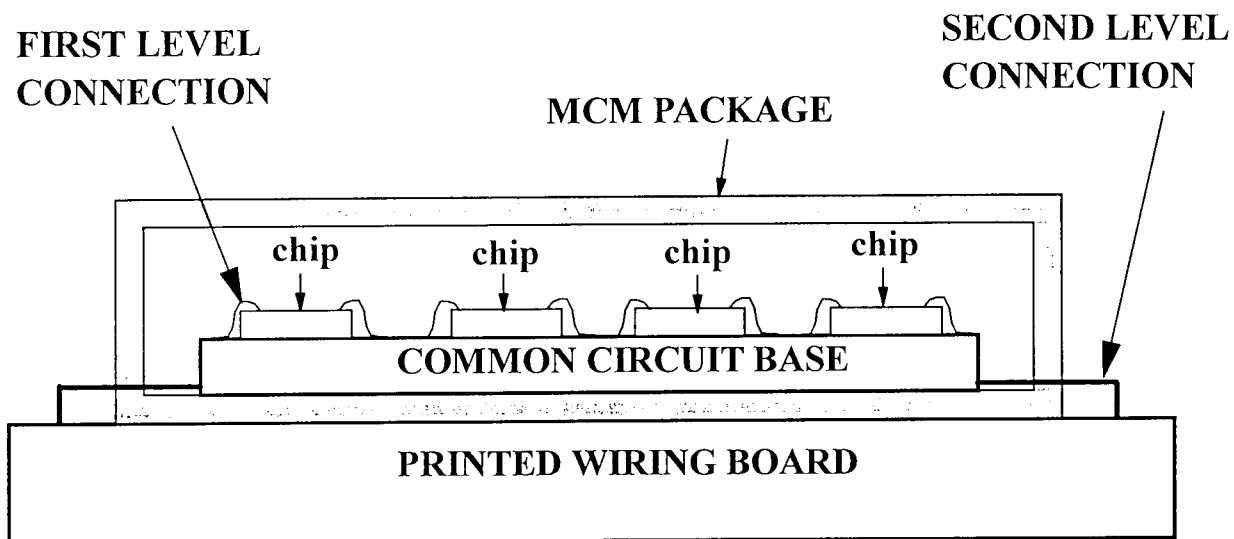 FIRST LEVEL
CONNECTION
SECOND LEVEL
CONNECTION
MCM PACKAGE
chip
chip
chip
chip
COMMON CIRCUIT BASE
PRINTED WIRING BOARD